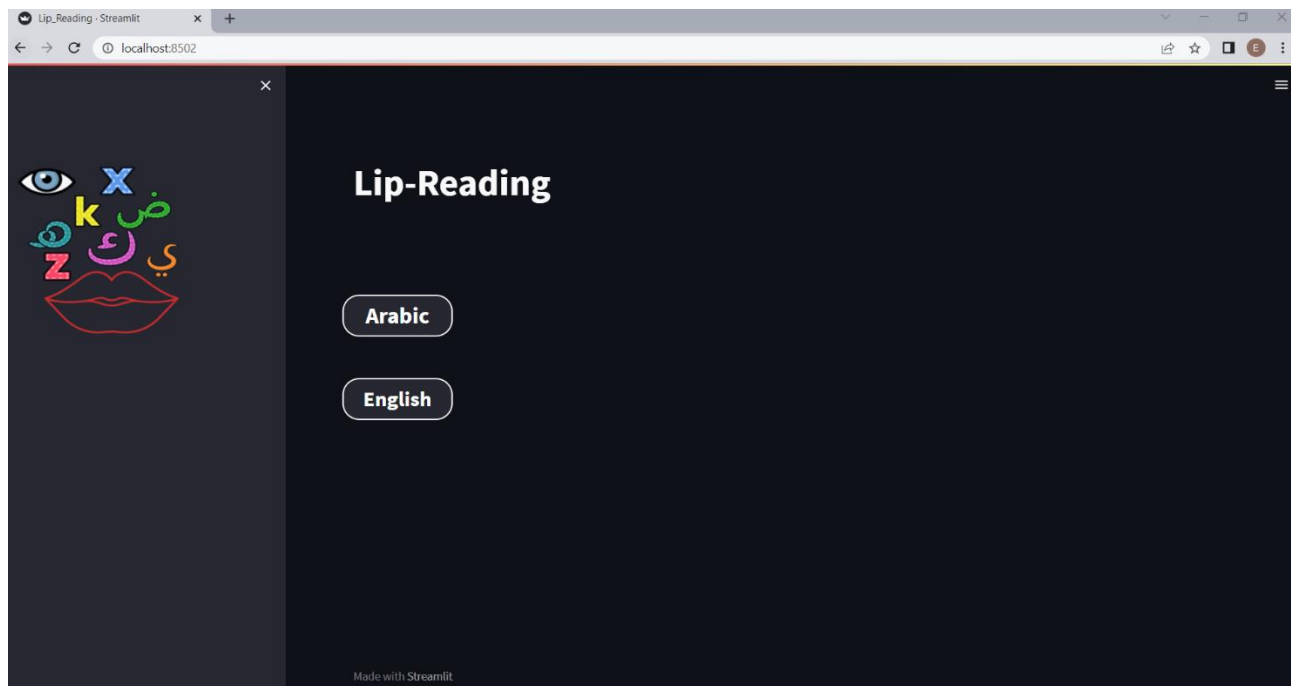 Lip_Reading · Streamlit
localhost:8502
E
X
k ض
ه ك ي
z
Lip-Reading
Arabic
English
Made with Streamlit